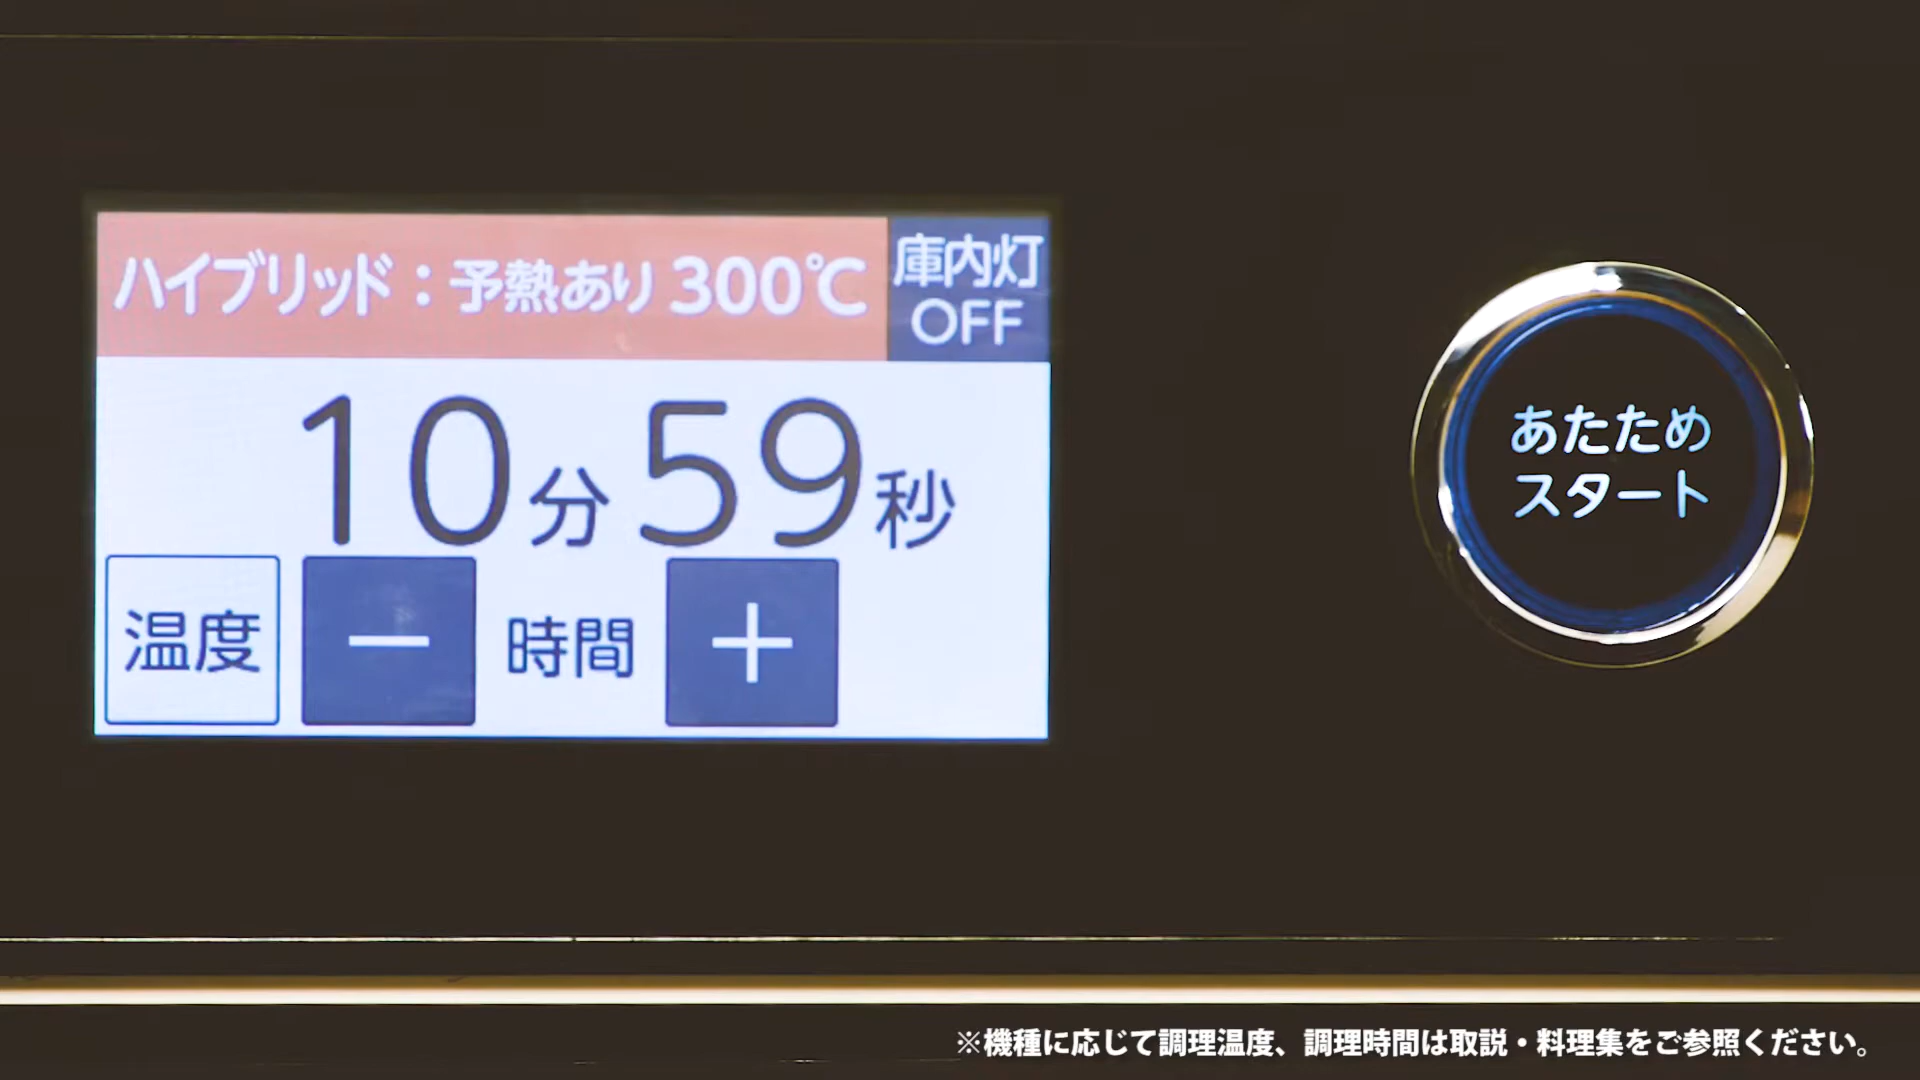 ハイブリッド：予熱あり 300℃
庫内灯
OFF
10分59秒
温度 － 時間 ＋
あたため
スタート
※機種に応じて調理温度、調理時間は取説・料理集をご参照ください。